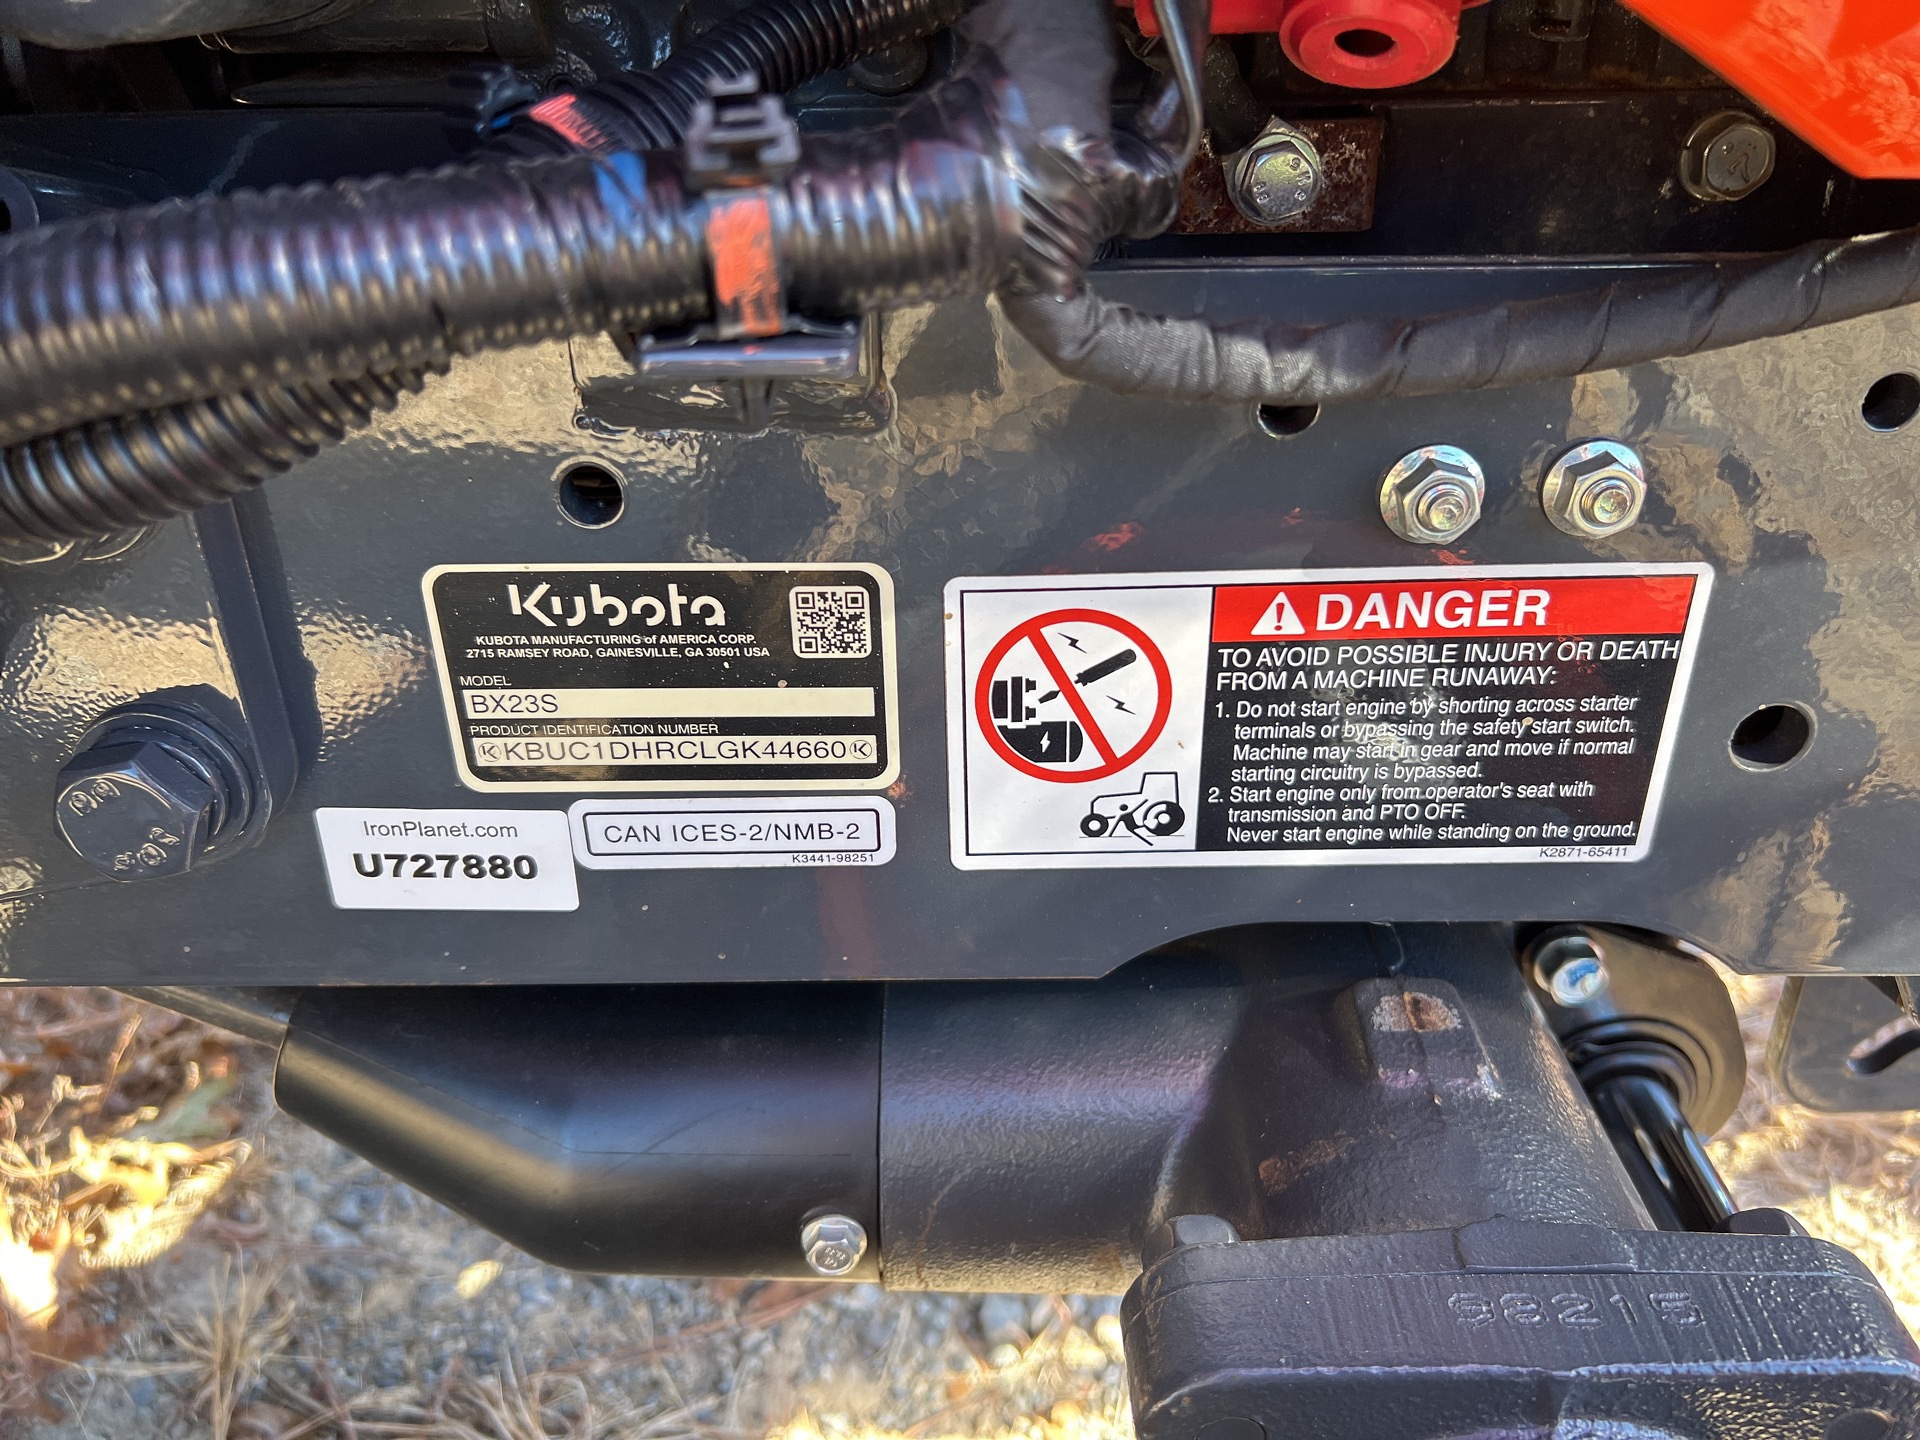 Kubota
KUBOTA MANUFACTURING of AMERICA CORP.
2715 RAMSEY ROAD, GAINESVILLE, GA 30501 USA
MODEL
BX23S
PRODUCT IDENTIFICATION NUMBER
KBUC1DHRCLGK44660
IronPlanet.com
U727880
CAN ICES-2/NMB-2
K3441-98251
DANGER
TO AVOID POSSIBLE INJURY OR DEATH
FROM A MACHINE RUNAWAY:
1. Do not start engine by shorting across starter
terminals or bypassing the safety start switch.
Machine may start in gear and move if normal
starting circuitry is bypassed.
2. Start engine only from operator's seat with
transmission and PTO OFF.
Never start engine while standing on the ground.
K2871-65411